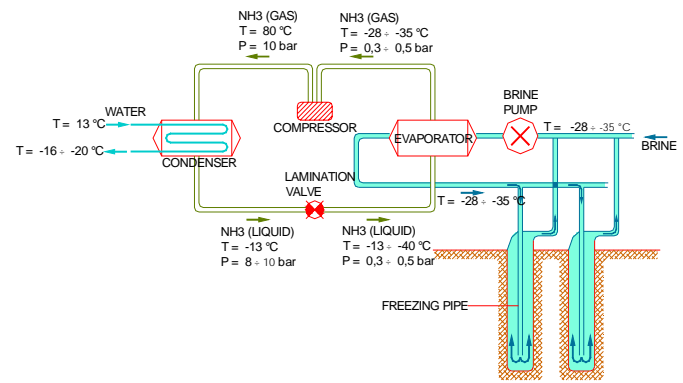 NH3 (GAS)
T = 80 °C
P = 10 bar
NH3 (GAS)
T = -28 ÷ -35 °C
P = 0,3 ÷ 0,5 bar
WATER
T = 13 °C
T = -16 ÷ -20 °C
CONDENSER
COMPRESSOR
EVAPORATOR
BRINE
PUMP
T = -28 ÷ -35 °C
BRINE
LAMINATION
VALVE
T = -28 ÷ -35 °C
NH3 (LIQUID)
T = -13 °C
P = 8 ÷ 10 bar
NH3 (LIQUID)
T = -13 ÷ -40 °C
P = 0,3 ÷ 0,5 bar
FREEZING PIPE